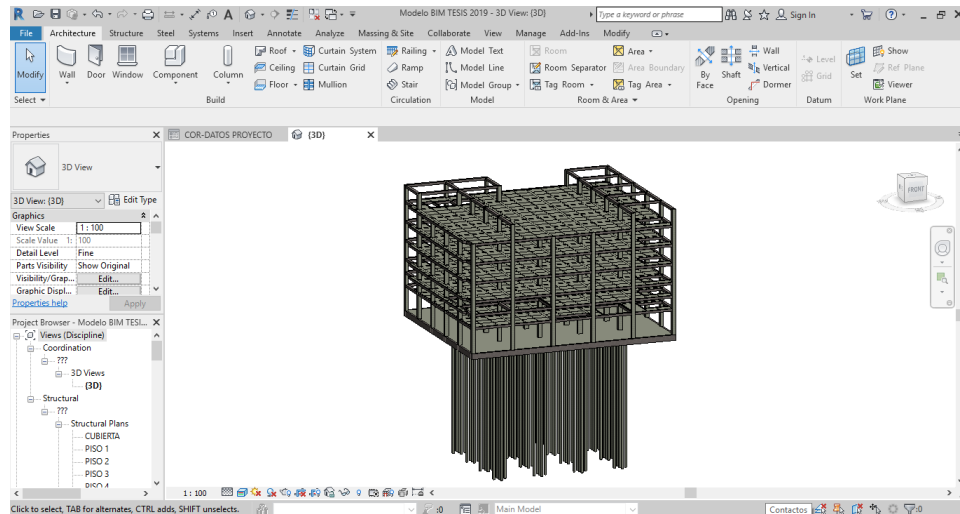 Modelo BIM TESIS 2019 - 3D View: {3D}
Type a keyword or phrase
Sign In
File Architecture Structure Steel Systems Insert Annotate Analyze Massing & Site Collaborate View Manage Add-Ins Modify
Modify
Wall
Door
Window
Component
Column
Roof
Ceiling
Floor
Curtain System
Curtain Grid
Mullion
Railing
Ramp
Stair
Model Text
Model Line
Model Group
Room
Room Separator
Tag Room
Area
Area Boundary
Tag Area
By
Face
Shaft
Wall
Vertical
Dormer
Level
Grid
Set
Show
Ref Plane
Viewer
Select
Build
Circulation
Model
Room & Area
Opening
Datum
Work Plane
Properties
COR-DATOS PROYECTO
{3D}
3D View
3D View: {3D}
Edit Type
Graphics
View Scale 1 : 100
Scale Value 1: 100
Detail Level Fine
Parts Visibility Show Original
Visibility/Grap... Edit...
Graphic Displ... Edit...
Properties help
Apply
FRONT
Project Browser - Modelo BIM TESI...
Views (Discipline)
Coordination
???
3D Views
{3D}
Structural
???
Structural Plans
CUBIERTA
PISO 1
PISO 2
PISO 3
PISO 4
1 : 100
Click to select, TAB for alternates, CTRL adds, SHIFT unselects.
:0
Main Model
Contactos
:0